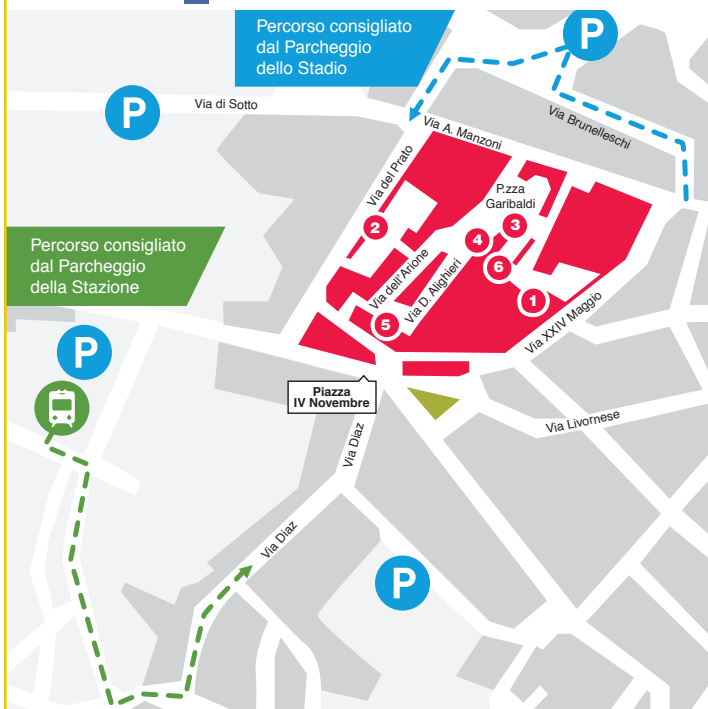 Percorso consigliato
dal Parcheggio
dello Stadio
P
P
Via di Sotto
Via A. Manzoni
Via Brunelleschi
Via del Prato
P.zza
Garibaldi
2
3
4
6
1
5
Via dell'Arione
Via D. Alighieri
Via XXIV Maggio
Percorso consigliato
dal Parcheggio
della Stazione
P
Piazza
IV Novembre
Via Livornese
Via Diaz
Via Diaz
P